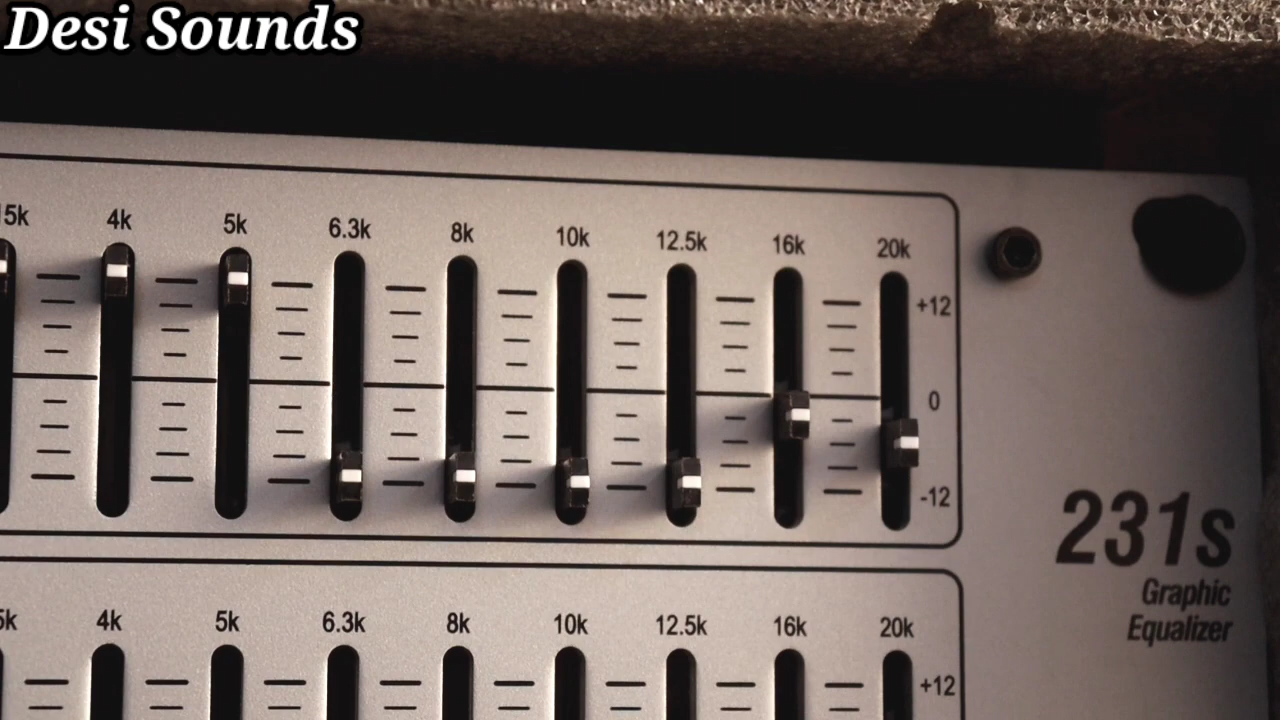 Desi Sounds
4k 5k 6.3k 8k 10k 12.5k 16k 20k
+12
0
-12
231s
Graphic
Equalizer
4k 5k 6.3k 8k 10k 12.5k 16k 20k
+12